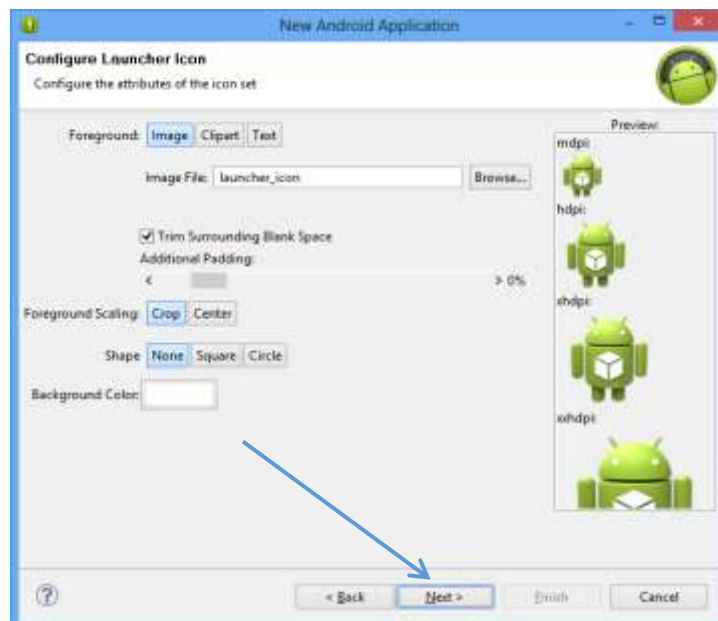 New Android Application
Configure Launcher Icon
Configure the attributes of the icon set
Foreground: Image Clipart Text
Image File: launcher_icon Browse...
Trim Surrounding Blank Space
Additional Padding:
< > 0%
Foreground Scaling: Crop Center
Shape None Square Circle
Background Color:
Preview:
mdpi:
hdpi:
xhdpi:
xxhdpi:
? < Back Next > Finish Cancel